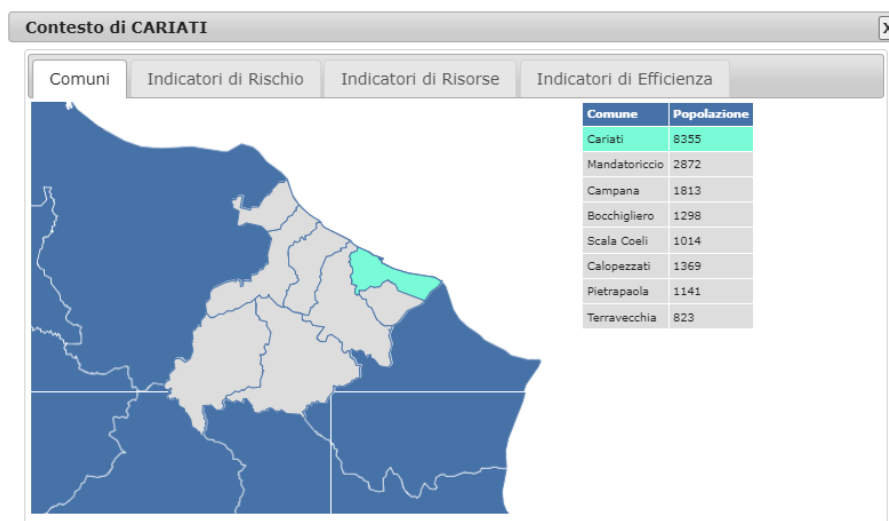 Contesto di CARIATI X
Comuni Indicatori di Rischio Indicatori di Risorse Indicatori di Efficienza
Comune Popolazione
Cariati 8355
Mandatoriccio 2872
Campana 1813
Bocchigliero 1298
Scala Coeli 1014
Calopezzati 1369
Pietrapaola 1141
Terravecchia 823